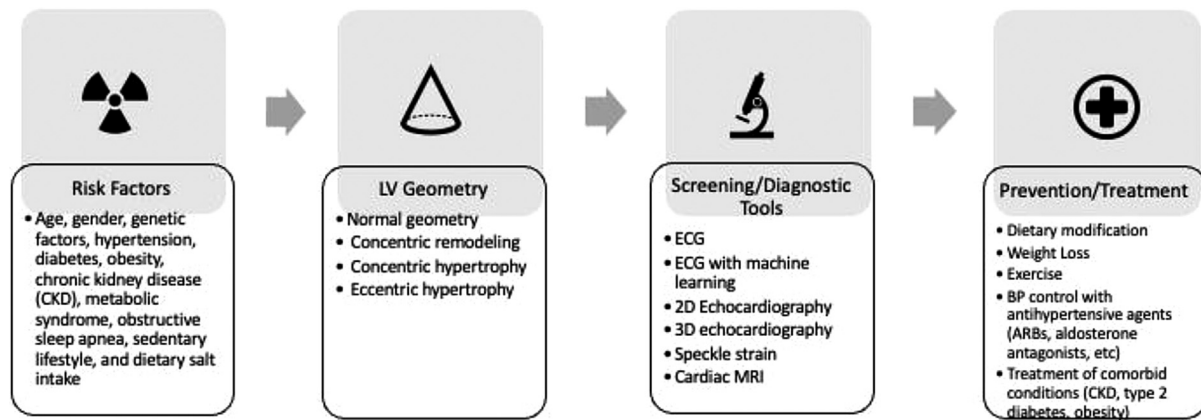 Risk Factors
• Age, gender, genetic
factors, hypertension,
diabetes, obesity,
chronic kidney disease
(CKD), metabolic
syndrome, obstructive
sleep apnea, sedentary
lifestyle, and dietary salt
intake
LV Geometry
• Normal geometry
• Concentric remodeling
• Concentric hypertrophy
• Eccentric hypertrophy
Screening/Diagnostic
Tools
• ECG
• ECG with machine
learning
• 2D Echocardiography
• 3D echocardiography
• Speckle strain
• Cardiac MRI
Prevention/Treatment
• Dietary modification
• Weight Loss
• Exercise
• BP control with
antihypertensive agents
(ARBs, aldosterone
antagonists, etc)
• Treatment of comorbid
conditions (CKD, type 2
diabetes, obesity)